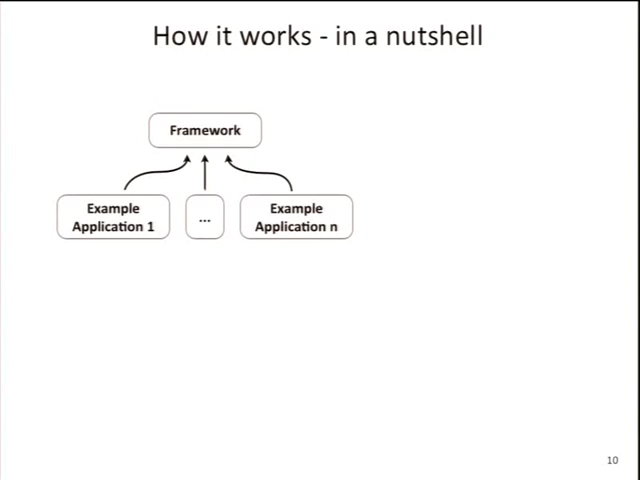 How it works - in a nutshell
Framework
Example
Application 1
...
Example
Application n
10